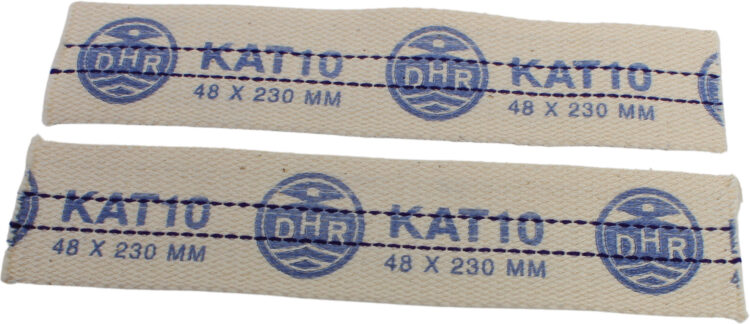 DHR KAT10 DHR KAT10
48 X 230 MM 48 X 230 MM
KAT10 DHR KAT10 DHR
48 X 230 MM 48 X 230 MM